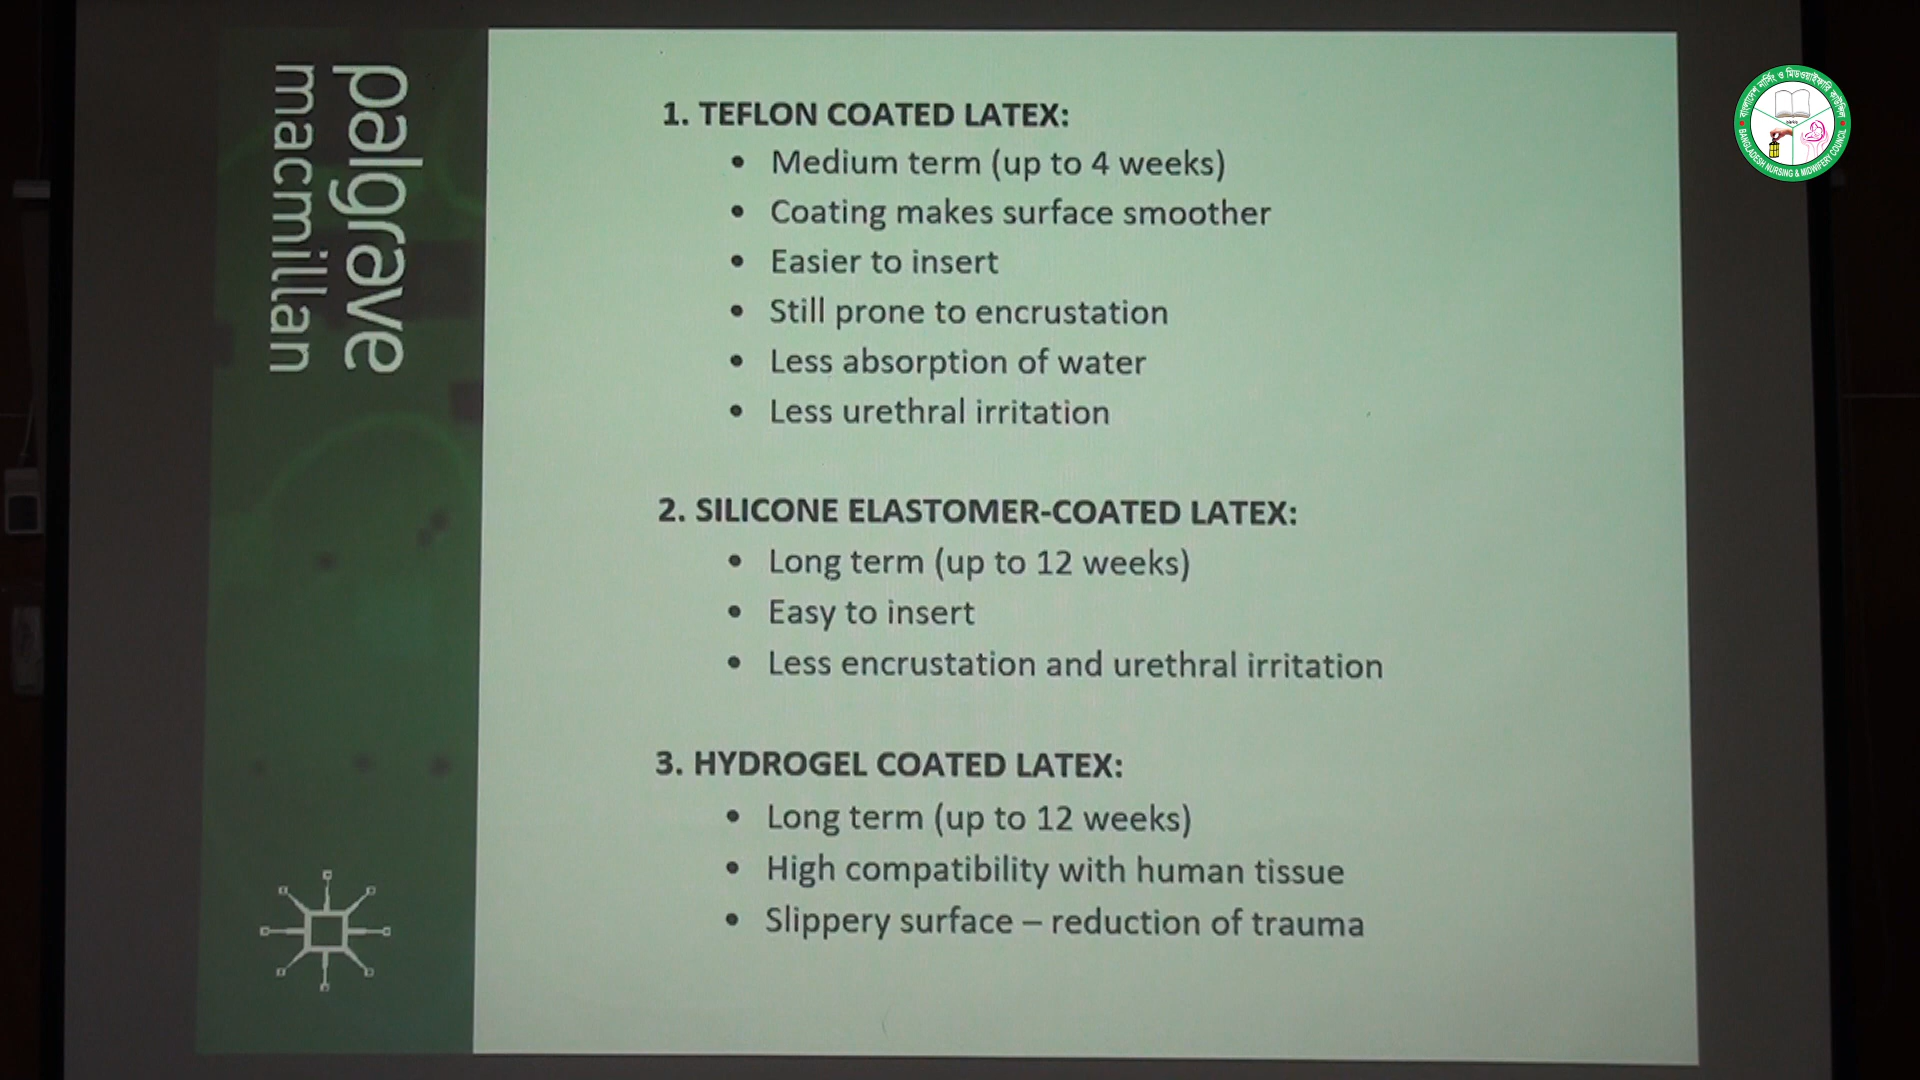 palgrave
macmillan
1. TEFLON COATED LATEX:
• Medium term (up to 4 weeks)
• Coating makes surface smoother
• Easier to insert
• Still prone to encrustation
• Less absorption of water
• Less urethral irritation
2. SILICONE ELASTOMER-COATED LATEX:
• Long term (up to 12 weeks)
• Easy to insert
• Less encrustation and urethral irritation
3. HYDROGEL COATED LATEX:
• Long term (up to 12 weeks)
• High compatibility with human tissue
• Slippery surface – reduction of trauma
বাংলাদেশ নার্সিং ও মিডওয়াইফারি কাউন্সিল
BANGLADESH NURSING & MIDWIFERY COUNCIL